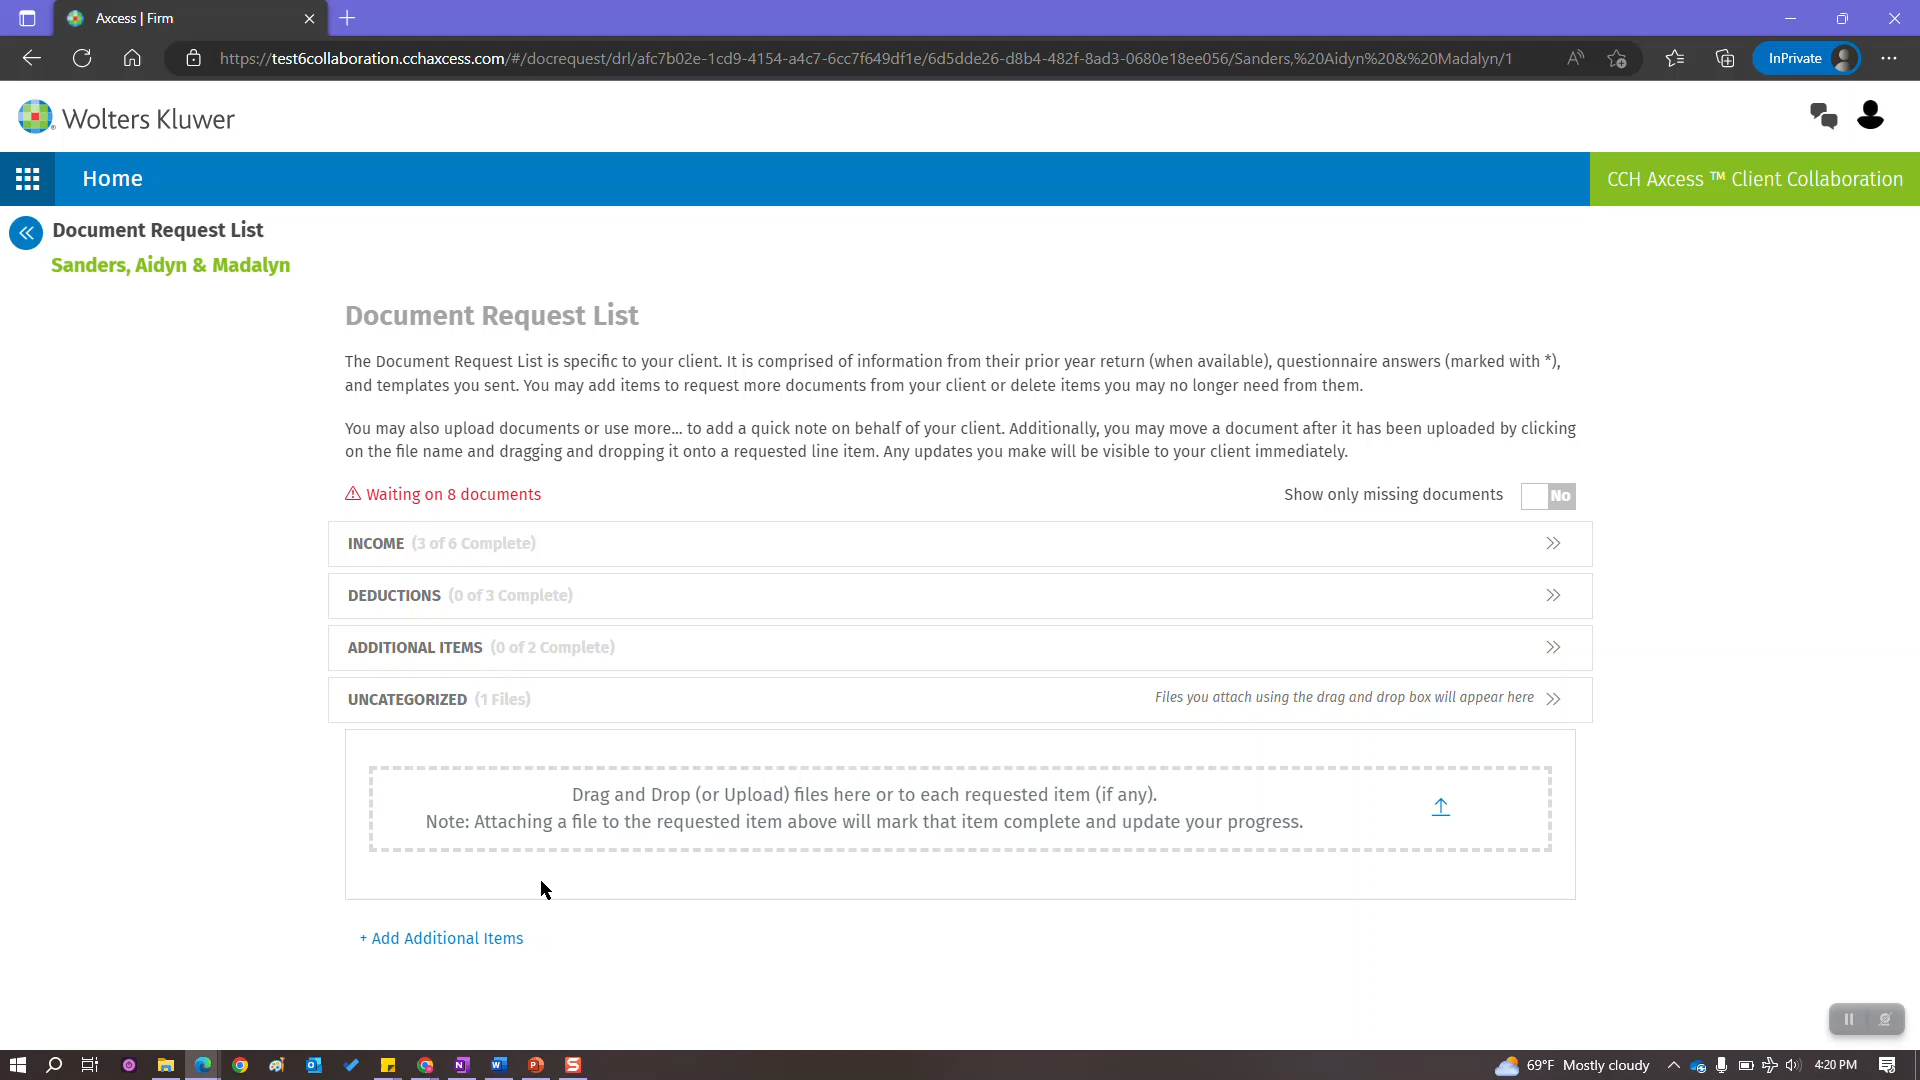 Axcess | Firm
https://test6collaboration.cchaxcess.com/#/docrequest/drl/afc7b02e-1cd9-4154-a4c7-6cc7f649df1e/6d5dde26-d8b4-482f-8ad3-0680e18ee056/Sanders,%20Aidyn%20&%20Madalyn/1
InPrivate
Wolters Kluwer
Home
CCH Axcess ™ Client Collaboration
Document Request List
Sanders, Aidyn & Madalyn
Document Request List
The Document Request List is specific to your client. It is comprised of information from their prior year return (when available), questionnaire answers (marked with *),
and templates you sent. You may add items to request more documents from your client or delete items you may no longer need from them.
You may also upload documents or use more... to add a quick note on behalf of your client. Additionally, you may move a document after it has been uploaded by clicking
on the file name and dragging and dropping it onto a requested line item. Any updates you make will be visible to your client immediately.
Waiting on 8 documents
Show only missing documents
No
INCOME (3 of 6 Complete)
DEDUCTIONS (0 of 3 Complete)
ADDITIONAL ITEMS (0 of 2 Complete)
UNCATEGORIZED (1 Files)
Files you attach using the drag and drop box will appear here
Drag and Drop (or Upload) files here or to each requested item (if any).
Note: Attaching a file to the requested item above will mark that item complete and update your progress.
+ Add Additional Items
69°F Mostly cloudy
4:20 PM